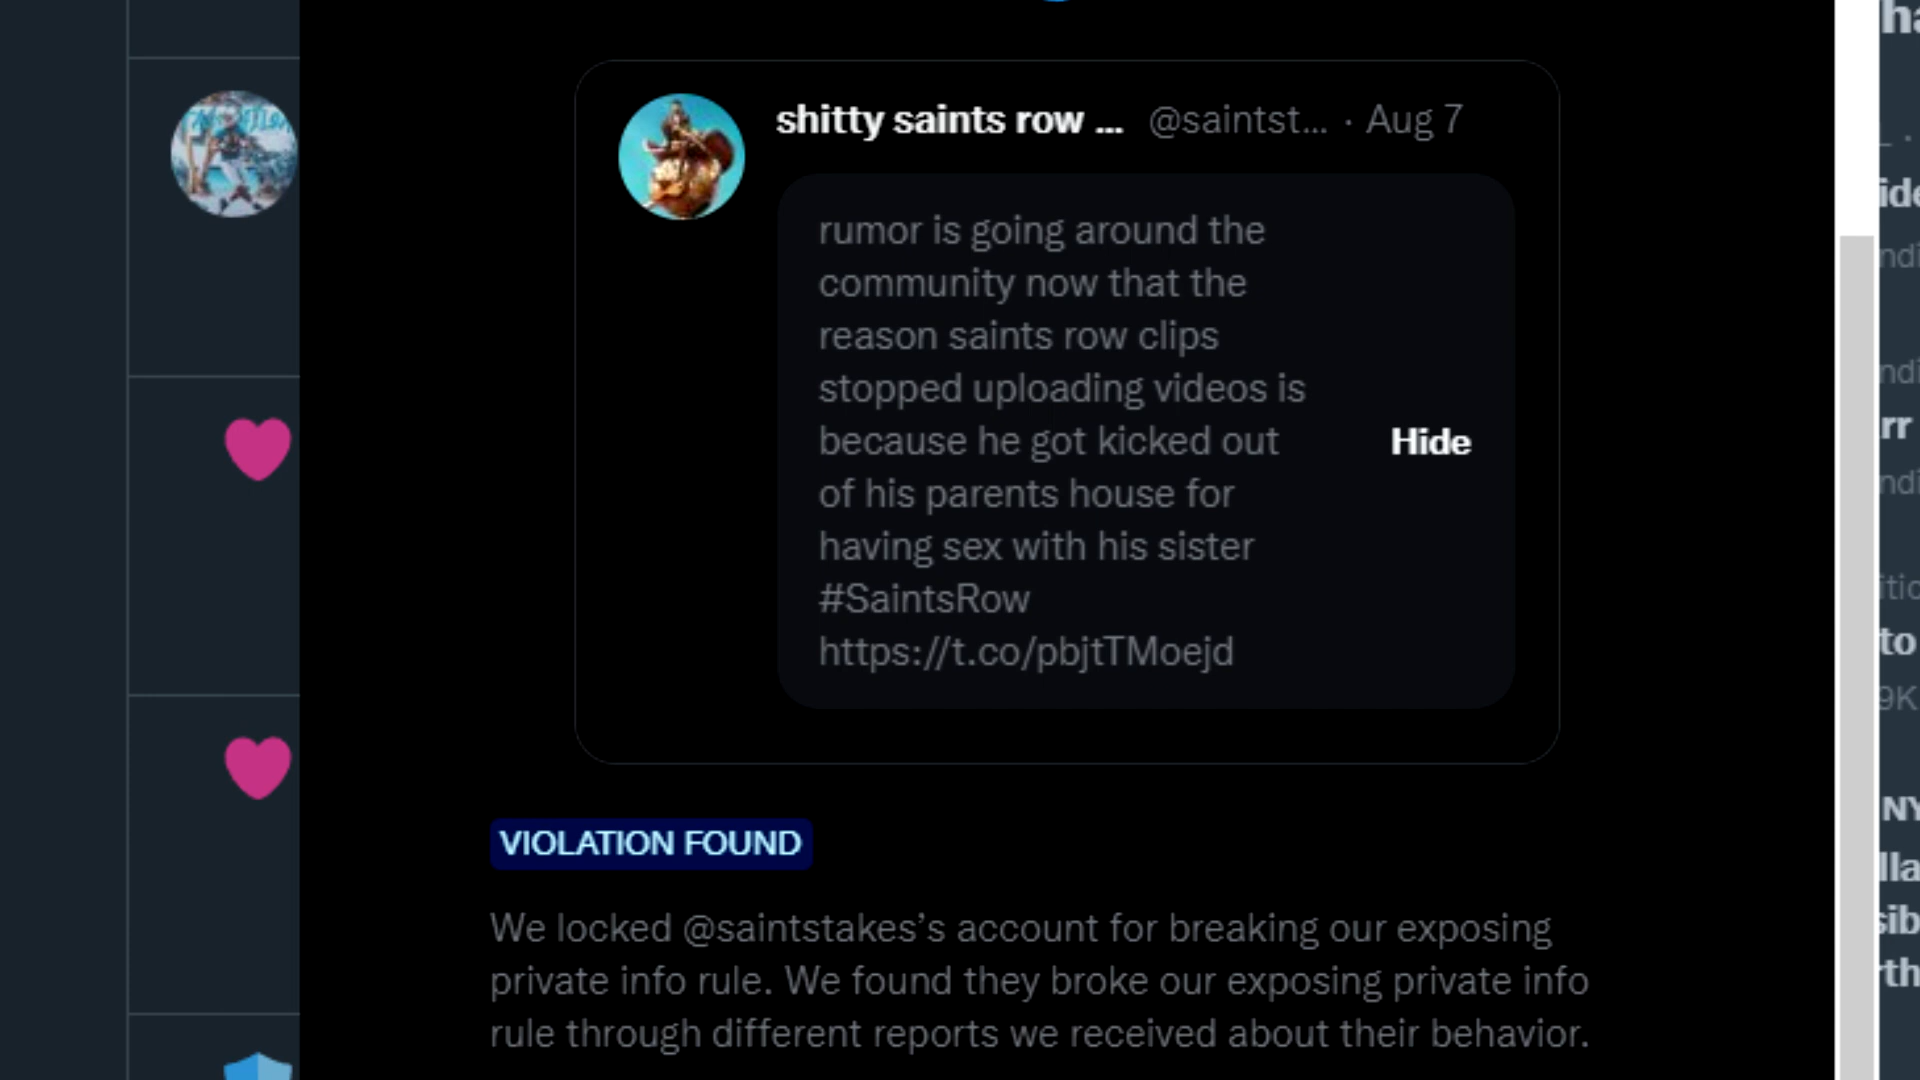 shitty saints row ... @saintst... · Aug 7
rumor is going around the
community now that the
reason saints row clips
stopped uploading videos is
because he got kicked out
of his parents house for
having sex with his sister
#SaintsRow
https://t.co/pbjtTMoejd
Hide
VIOLATION FOUND
We locked @saintstakes’s account for breaking our exposing
private info rule. We found they broke our exposing private info
rule through different reports we received about their behavior.
to
9K
NY